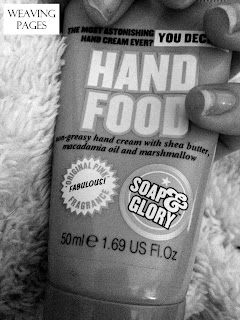 WEAVING
PAGES
THE MOST ASTONISHING
HAND CREAM EVER? YOU DEC
HAND
FOOD
non-greasy hand cream with shea butter,
macadamia oil and marshmallow
ORIGINAL PINK
FABULOUS!
FRAGRANCE
SOAP&
GLORY
50ml e 1.69 US Fl.Oz